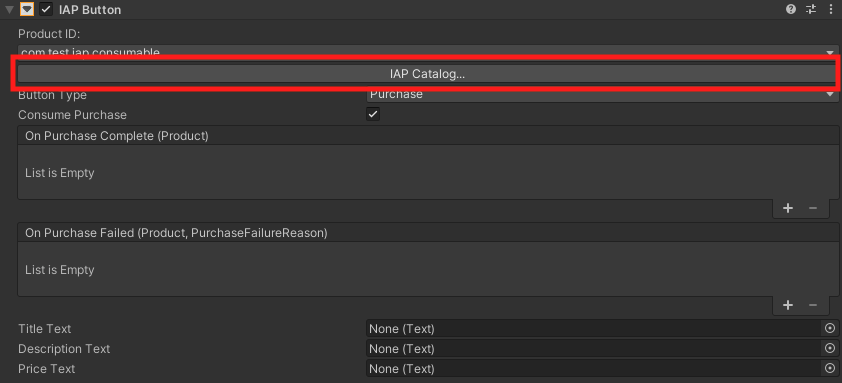 IAP Button
Product ID:
com.test.iap.consumable
IAP Catalog...
Button Type Purchase
Consume Purchase
On Purchase Complete (Product)
List is Empty
+ −
On Purchase Failed (Product, PurchaseFailureReason)
List is Empty
+ −
Title Text None (Text)
Description Text None (Text)
Price Text None (Text)